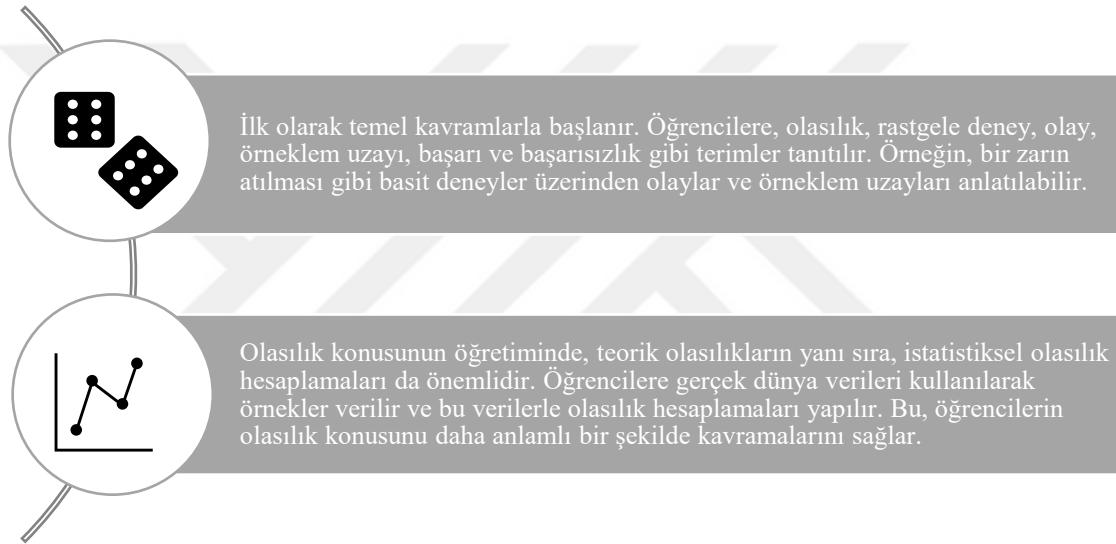 İlk olarak temel kavramlarla başlanır. Öğrencilere, olasılık, rastgele deney, olay,
örneklem uzayı, başarı ve başarısızlık gibi terimler tanıtılır. Örneğin, bir zarın
atılması gibi basit deneyler üzerinden olaylar ve örneklem uzayları anlatılabilir.
Olasılık konusunun öğretiminde, teorik olasılıkların yanı sıra, istatistiksel olasılık
hesaplamaları da önemlidir. Öğrencilere gerçek dünya verileri kullanılarak
örnekler verilir ve bu verilerle olasılık hesaplamaları yapılır. Bu, öğrencilerin
olasılık konusunu daha anlamlı bir şekilde kavramalarını sağlar.